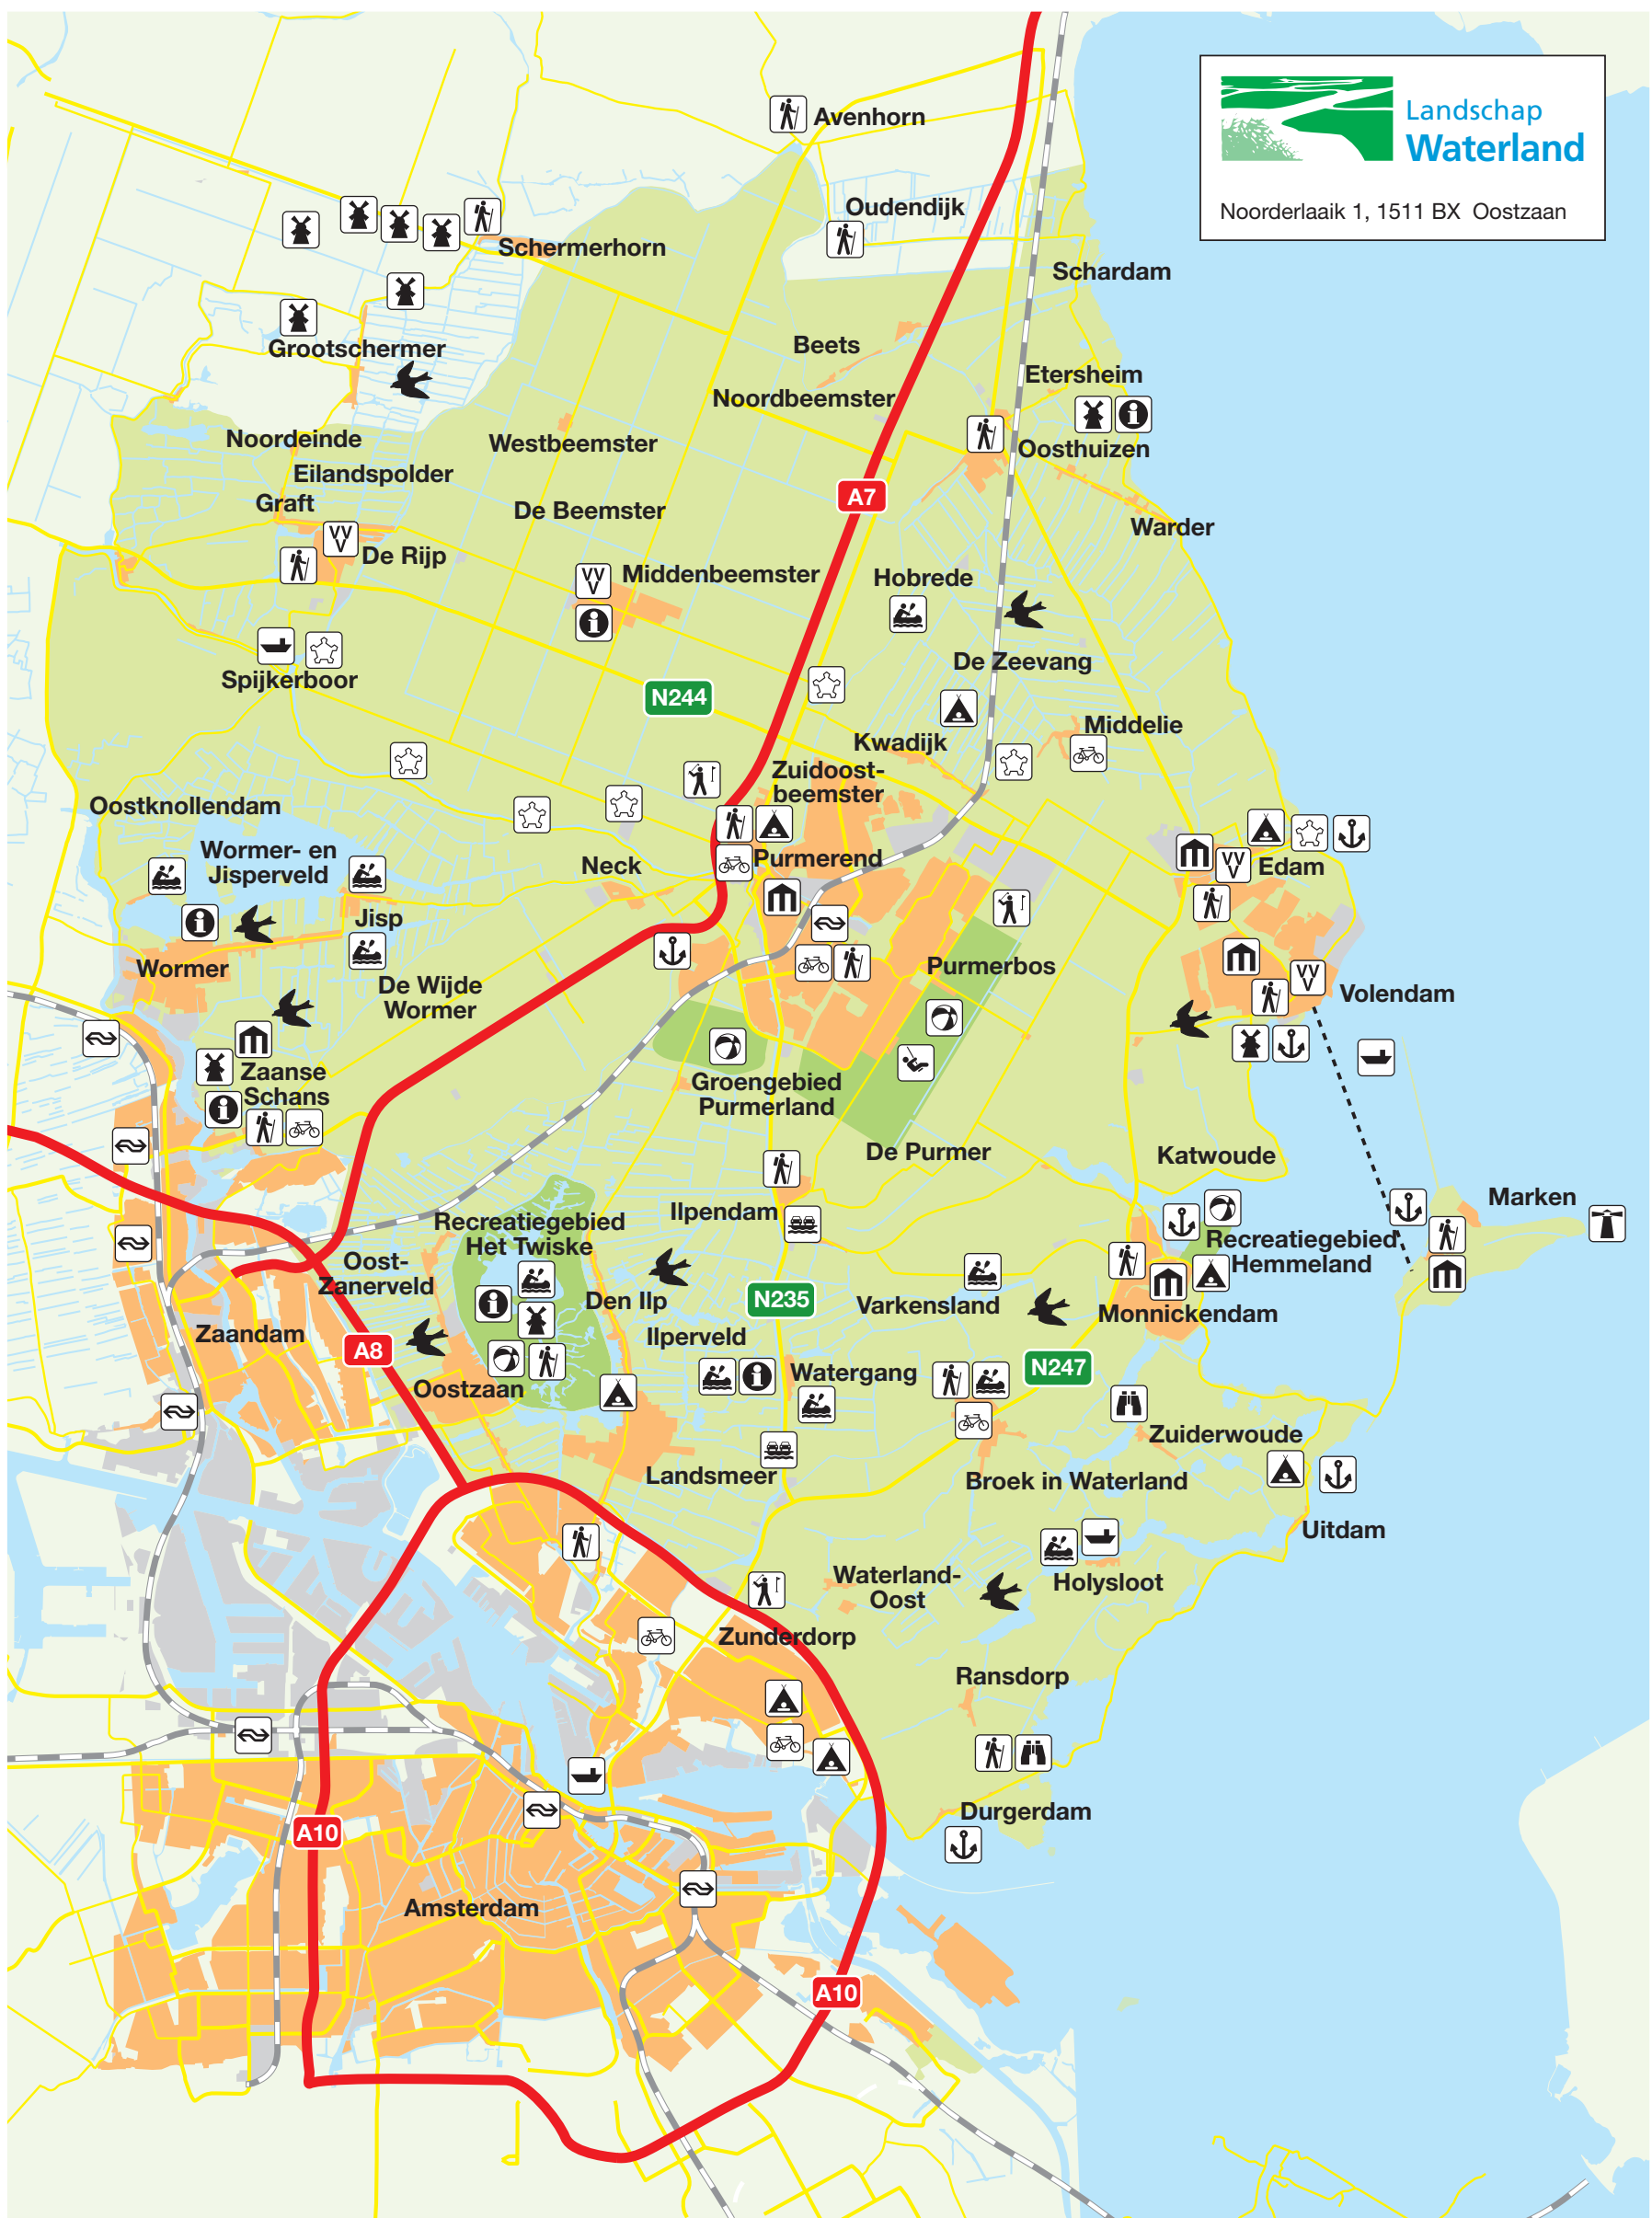 Landschap
Waterland
Noorderlaaik 1, 1511 BX Oostzaan
Avenhorn
Oudendijk
Schermerhorn
Schardam
Beets
Grootschermer
Etersheim
Noordbeemster
Noordeinde
Westbeemster
Oosthuizen
Eilandspolder
A7
Graft
De Beemster
Warder
VVV
De Rijp
VVV
Middenbeemster
Hobrede
De Zeevang
Spijkerboor
N244
Middelie
Kwadijk
Zuidoost-
beemster
Oostknollendam
Wormer- en
Jisperveld
Neck
Purmerend
VVV
Edam
Jisp
Wormer
Purmerbos
De Wijde
Wormer
VVV
Volendam
Zaanse
Schans
Groengebied
Purmerland
De Purmer
Katwoude
Marken
Ilpendam
Recreatiegebied
Het Twiske
Recreatiegebied
Hemmeland
Oost-
Zanerveld
Den Ilp
N235
Varkensland
Monnickendam
Zaandam
A8
Ilperveld
N247
Watergang
Oostzaan
Zuiderwoude
Landsmeer
Broek in Waterland
Uitdam
Waterland-
Oost
Holysloot
Zunderdorp
Ransdorp
Durgerdam
A10
Amsterdam
A10